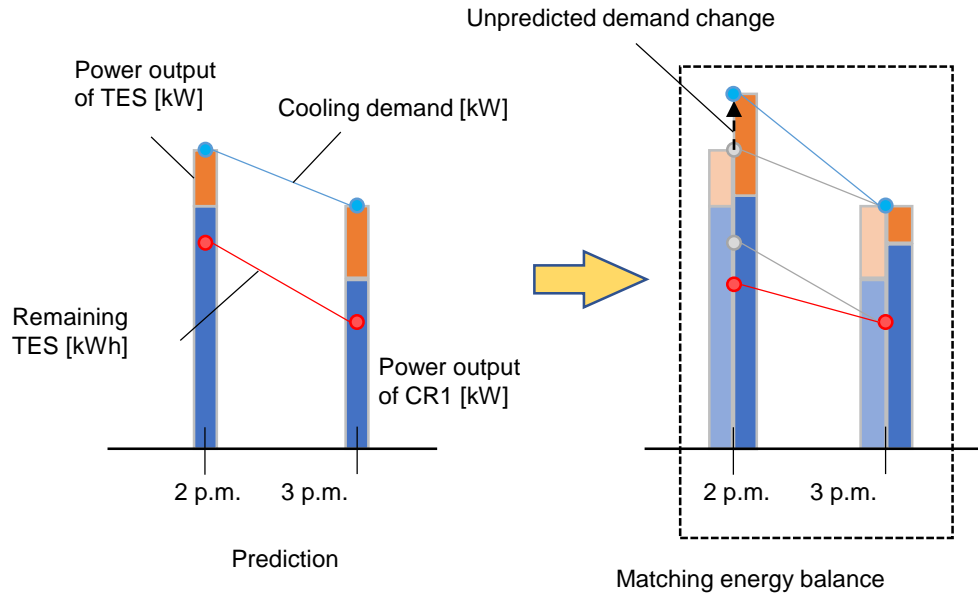 Unpredicted demand change
Power output
of TES [kW]
Cooling demand [kW]
Remaining
TES [kWh]
Power output
of CR1 [kW]
2 p.m.
3 p.m.
2 p.m.
3 p.m.
Prediction
Matching energy balance